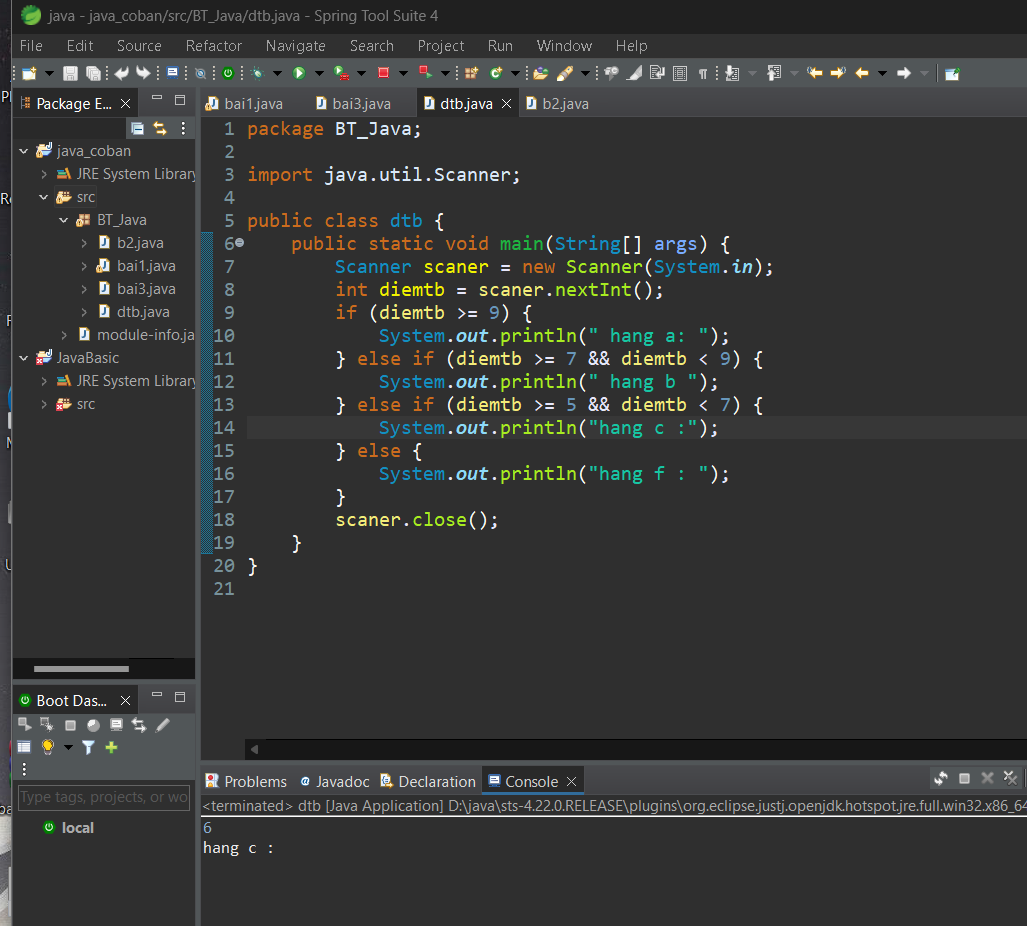 java - java_coban/src/BT_Java/dtb.java - Spring Tool Suite 4
File Edit Source Refactor Navigate Search Project Run Window Help
Package E...
java_coban
JRE System Library
src
BT_Java
b2.java
bai1.java
bai3.java
dtb.java
module-info.ja
JavaBasic
JRE System Library
src
bai1.java bai3.java dtb.java b2.java
1 package BT_Java;
2
3 import java.util.Scanner;
4
5 public class dtb {
6 public static void main(String[] args) {
7 Scanner scaner = new Scanner(System.in);
8 int diemtb = scaner.nextInt();
9 if (diemtb >= 9) {
10 System.out.println(" hang a: ");
11 } else if (diemtb >= 7 && diemtb < 9) {
12 System.out.println(" hang b ");
13 } else if (diemtb >= 5 && diemtb < 7) {
14 System.out.println("hang c :");
15 } else {
16 System.out.println("hang f : ");
17 }
18 scaner.close();
19 }
20 }
21
Boot Das...
Type tags, projects, or wo
local
Problems Javadoc Declaration Console
<terminated> dtb [Java Application] D:\java\sts-4.22.0.RELEASE\plugins\org.eclipse.justj.openjdk.hotspot.jre.full.win32.x86_64
6
hang c :